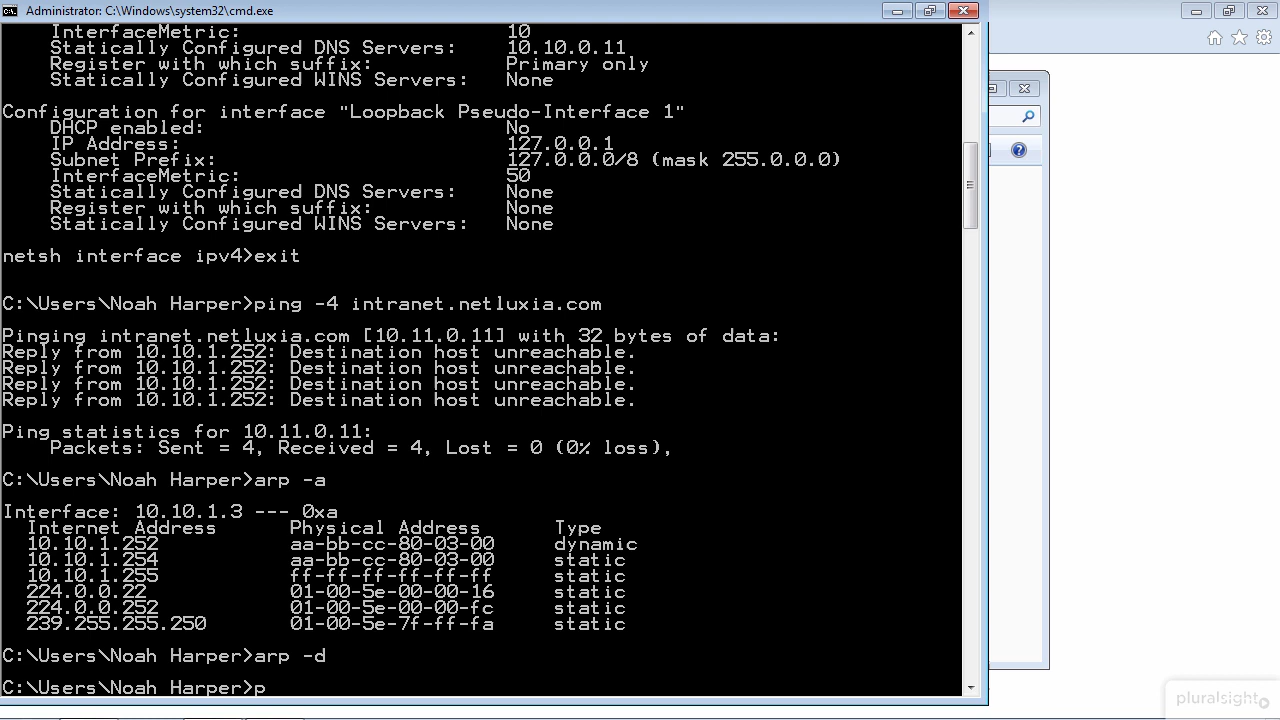 Administrator: C:\Windows\system32\cmd.exe
InterfaceMetric: 10
Statically Configured DNS Servers: 10.10.0.11
Register with which suffix: Primary only
Statically Configured WINS Servers: None
Configuration for interface "Loopback Pseudo-Interface 1"
DHCP enabled: No
IP Address: 127.0.0.1
Subnet Prefix: 127.0.0.0/8 (mask 255.0.0.0)
InterfaceMetric: 50
Statically Configured DNS Servers: None
Register with which suffix: None
Statically Configured WINS Servers: None
netsh interface ipv4>exit
C:\Users\Noah Harper>ping -4 intranet.netluxia.com
Pinging intranet.netluxia.com [10.11.0.11] with 32 bytes of data:
Reply from 10.10.1.252: Destination host unreachable.
Reply from 10.10.1.252: Destination host unreachable.
Reply from 10.10.1.252: Destination host unreachable.
Reply from 10.10.1.252: Destination host unreachable.
Ping statistics for 10.11.0.11:
Packets: Sent = 4, Received = 4, Lost = 0 (0% loss),
C:\Users\Noah Harper>arp -a
Interface: 10.10.1.3 --- 0xa
Internet Address Physical Address Type
10.10.1.252 aa-bb-cc-80-03-00 dynamic
10.10.1.254 aa-bb-cc-80-03-00 static
10.10.1.255 ff-ff-ff-ff-ff-ff static
224.0.0.22 01-00-5e-00-00-16 static
224.0.0.252 01-00-5e-00-00-fc static
239.255.255.250 01-00-5e-7f-ff-fa static
C:\Users\Noah Harper>arp -d
C:\Users\Noah Harper>p
pluralsight